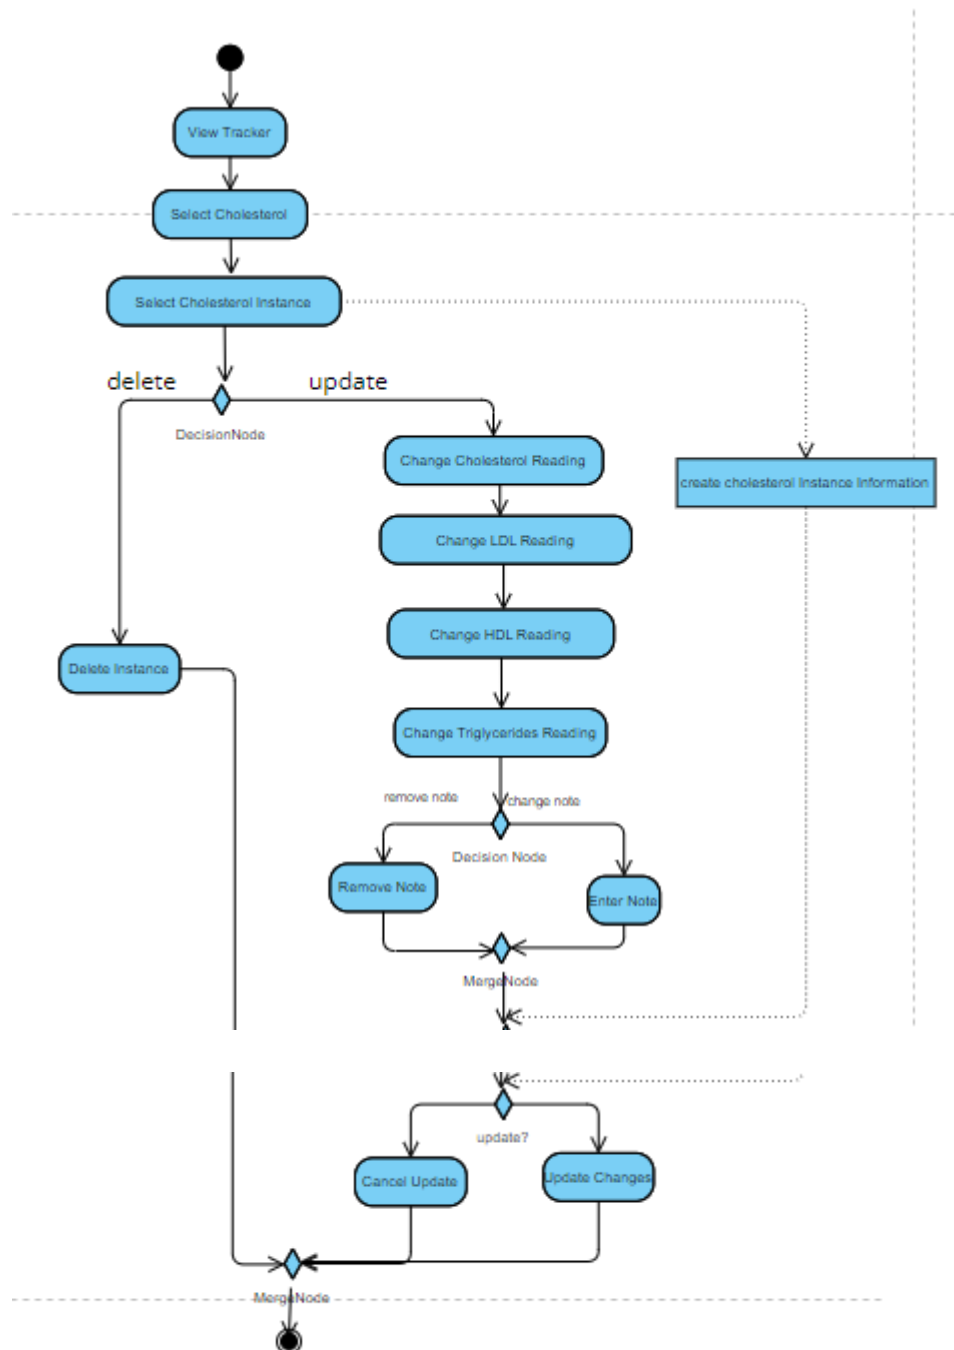 View Tracker
Select Cholesterol
Select Cholesterol Instance
delete
update
DecisionNode
Change Cholesterol Reading
create cholesterol Instance Information
Change LDL Reading
Change HDL Reading
Delete Instance
Change Triglycerides Reading
remove note
change note
Decision Node
Remove Note
Enter Note
MergeNode
update?
Cancel Update
Update Changes
MergeNode